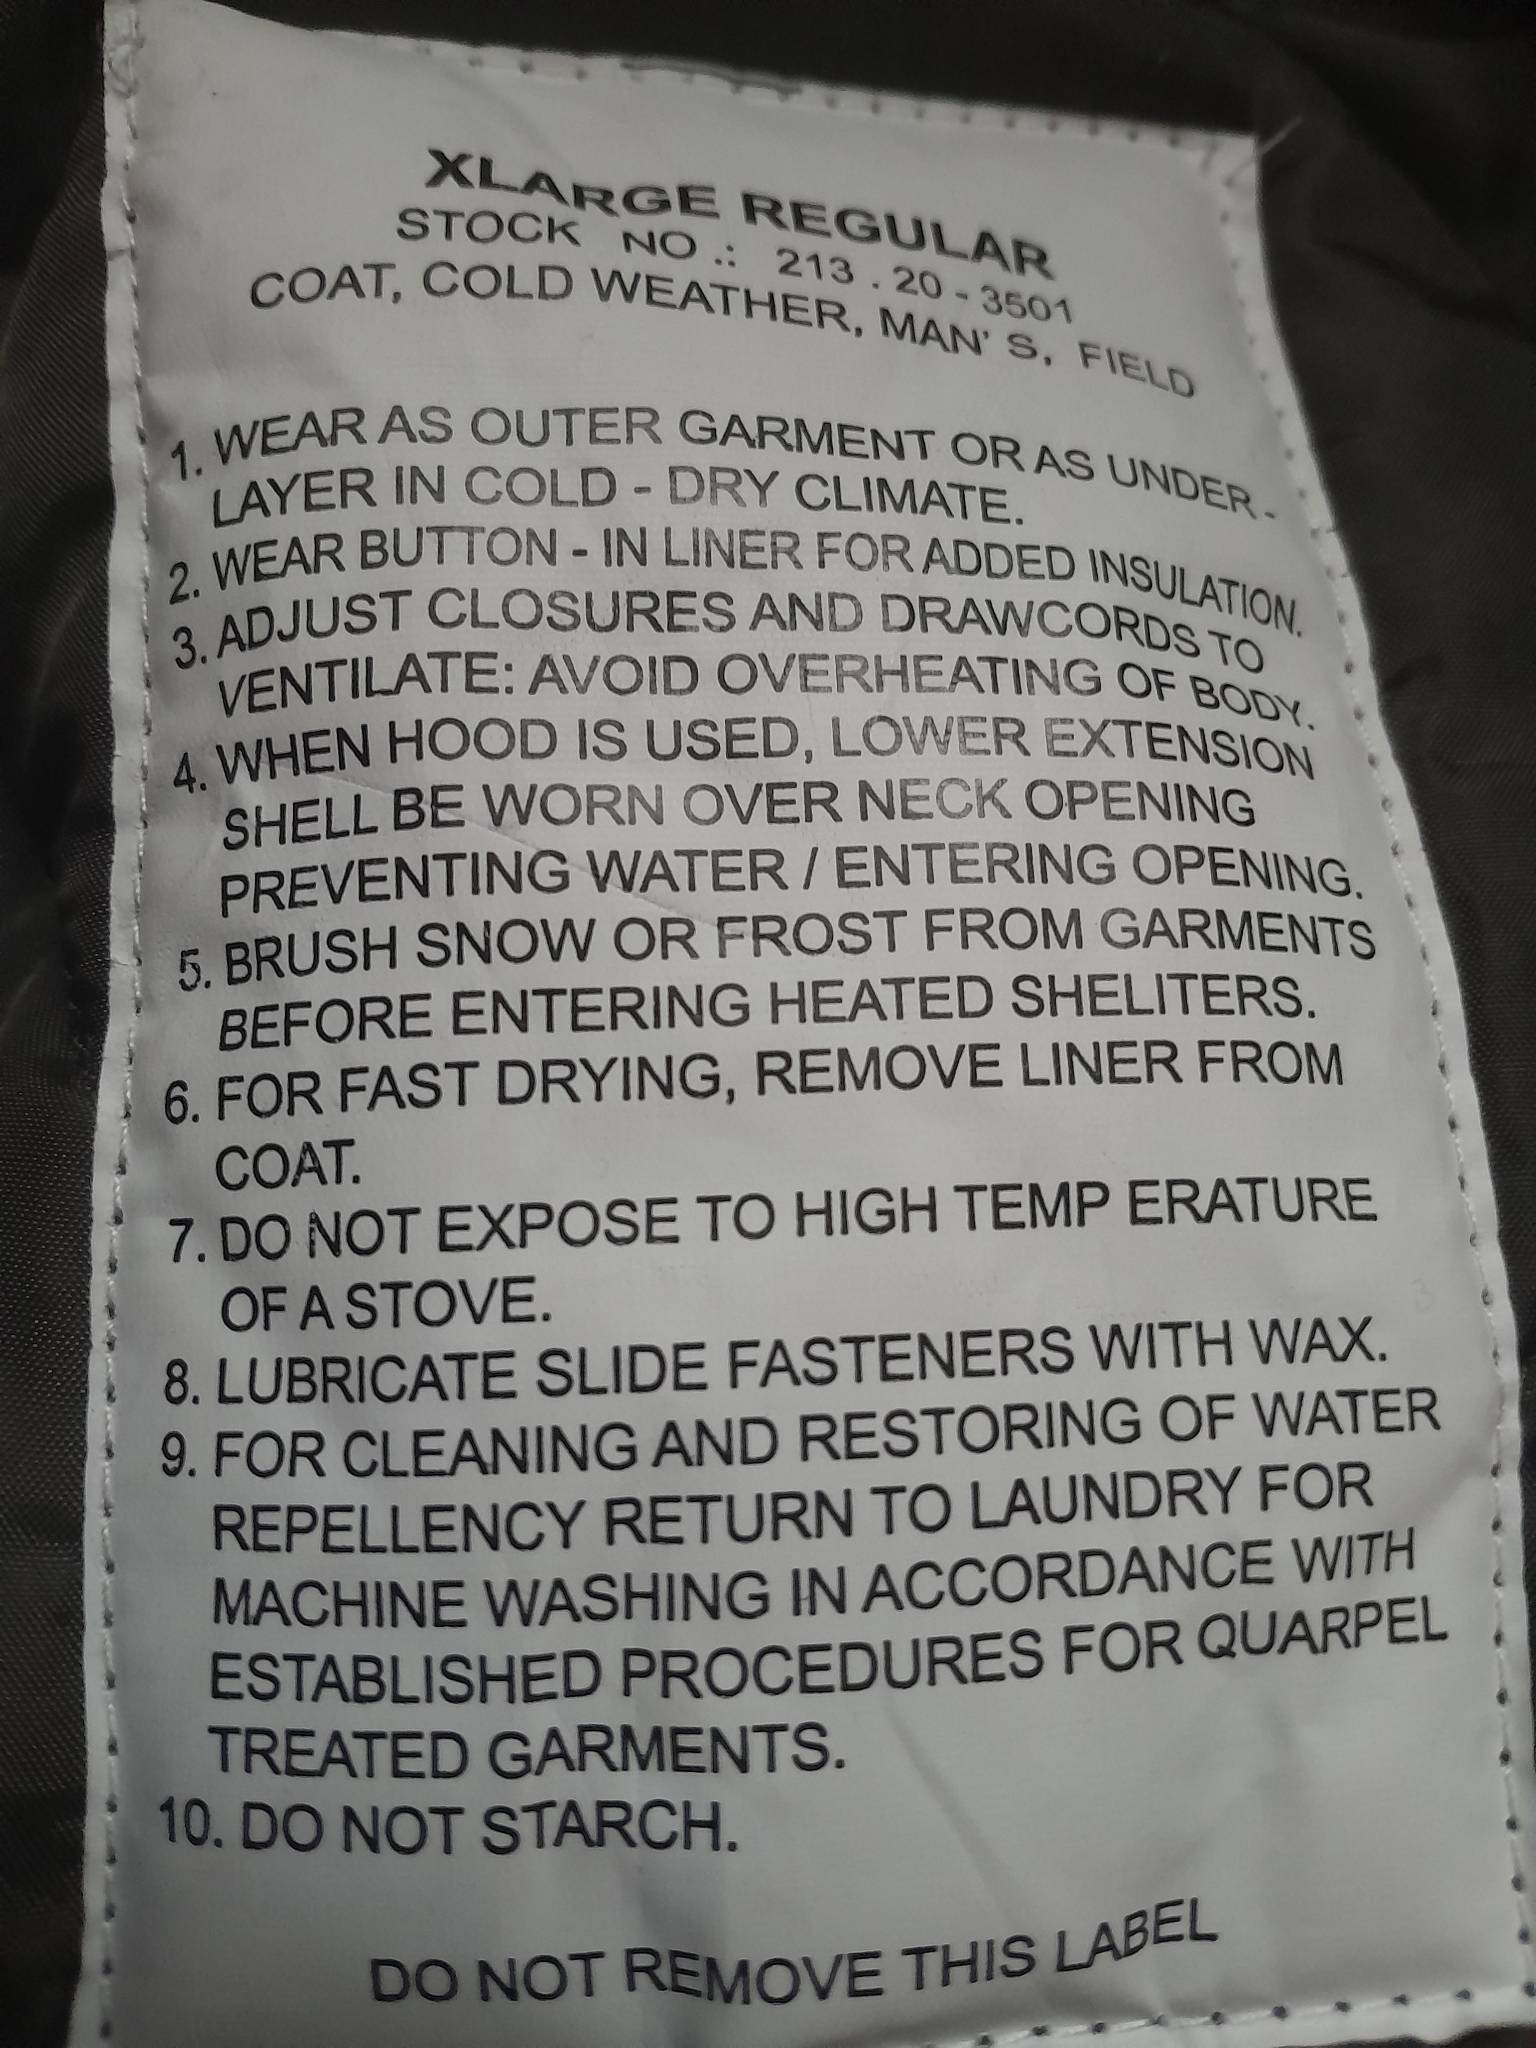 XLARGE REGULAR
STOCK NO.: 213.20-3501
COAT, COLD WEATHER, MAN'S, FIELD
1. WEAR AS OUTER GARMENT OR AS UNDER-
LAYER IN COLD - DRY CLIMATE.
2. WEAR BUTTON - IN LINER FOR ADDED INSULATION.
3. ADJUST CLOSURES AND DRAWCORDS TO
VENTILATE: AVOID OVERHEATING OF BODY.
4. WHEN HOOD IS USED, LOWER EXTENSION
SHELL BE WORN OVER NECK OPENING
PREVENTING WATER / ENTERING OPENING.
5. BRUSH SNOW OR FROST FROM GARMENTS
BEFORE ENTERING HEATED SHELITERS.
6. FOR FAST DRYING, REMOVE LINER FROM
COAT.
7. DO NOT EXPOSE TO HIGH TEMP ERATURE
OF A STOVE.
8. LUBRICATE SLIDE FASTENERS WITH WAX.
9. FOR CLEANING AND RESTORING OF WATER
REPELLENCY RETURN TO LAUNDRY FOR
MACHINE WASHING IN ACCORDANCE WITH
ESTABLISHED PROCEDURES FOR QUARPEL
TREATED GARMENTS.
10. DO NOT STARCH.
DO NOT REMOVE THIS LABEL